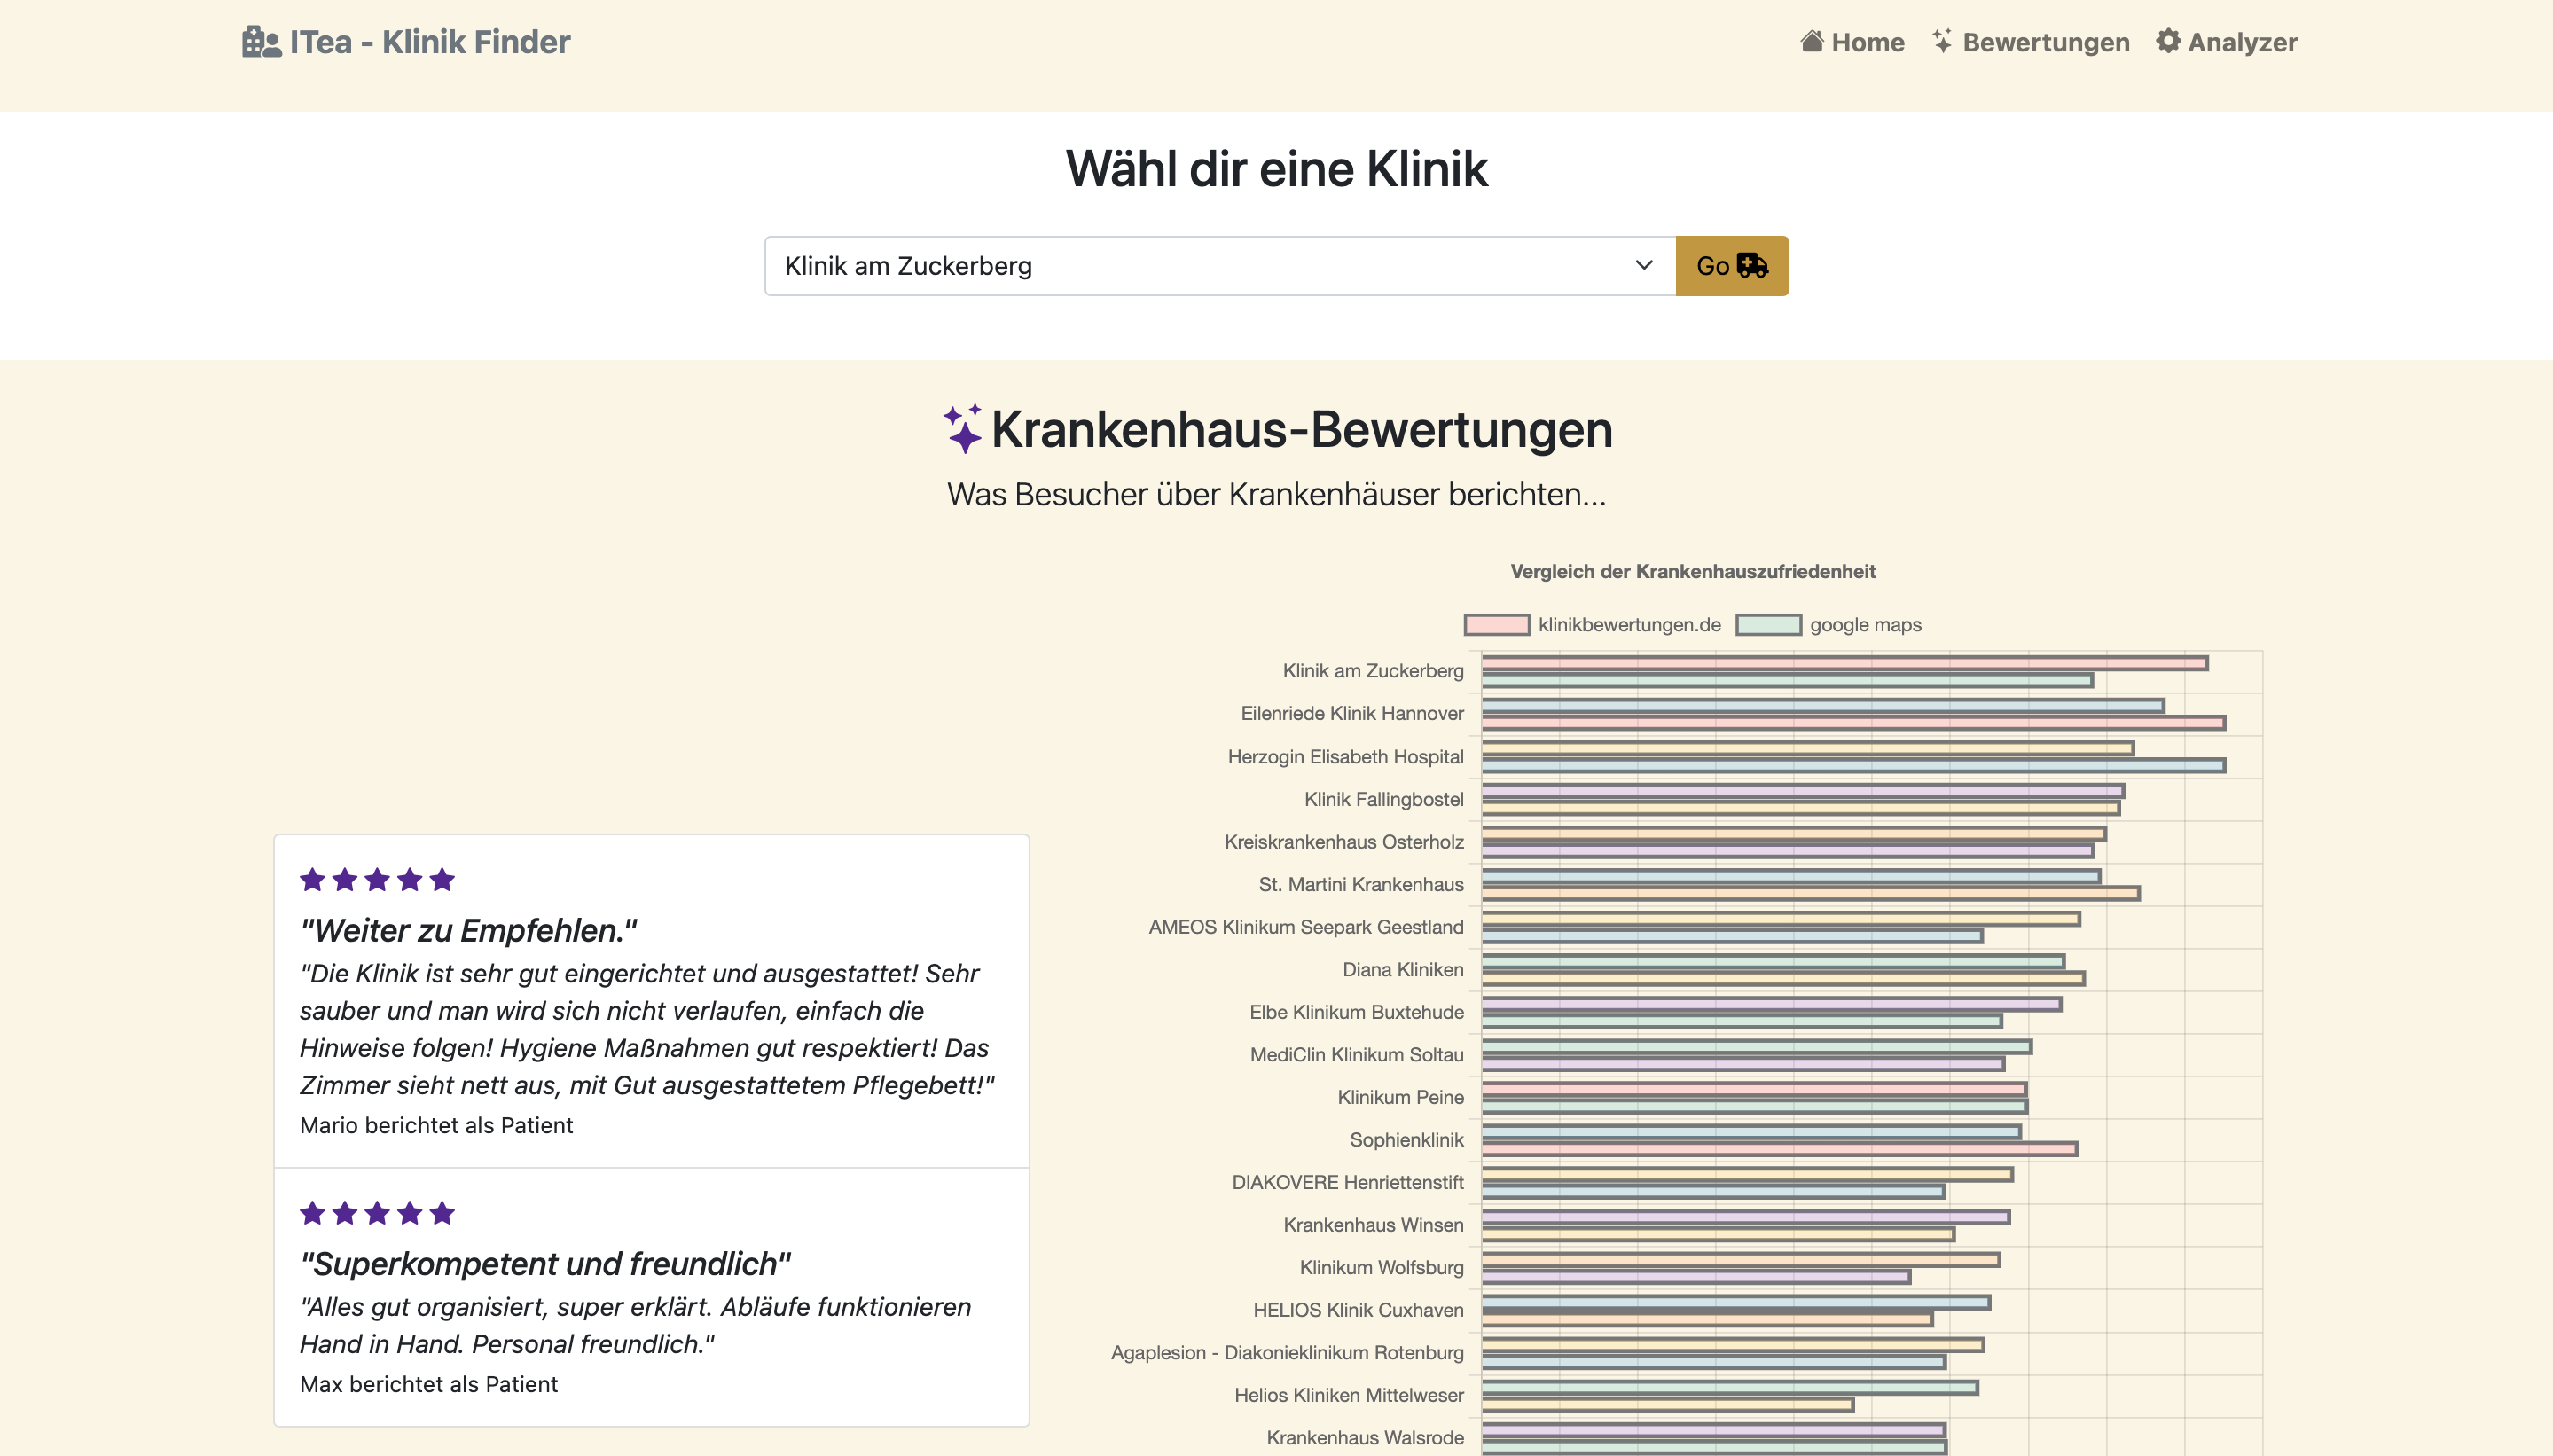 ITea - Klinik Finder
Home Bewertungen Analyzer
Wähl dir eine Klinik
Klinik am Zuckerberg
Go
Krankenhaus-Bewertungen
Was Besucher über Krankenhäuser berichten...
"Weiter zu Empfehlen."
"Die Klinik ist sehr gut eingerichtet und ausgestattet! Sehr
sauber und man wird sich nicht verlaufen, einfach die
Hinweise folgen! Hygiene Maßnahmen gut respektiert! Das
Zimmer sieht nett aus, mit Gut ausgestattetem Pflegebett!"
Mario berichtet als Patient
"Superkompetent und freundlich"
"Alles gut organisiert, super erklärt. Abläufe funktionieren
Hand in Hand. Personal freundlich."
Max berichtet als Patient
Vergleich der Krankenhauszufriedenheit
klinikbewertungen.de google maps
Klinik am Zuckerberg
Eilenriede Klinik Hannover
Herzogin Elisabeth Hospital
Klinik Fallingbostel
Kreiskrankenhaus Osterholz
St. Martini Krankenhaus
AMEOS Klinikum Seepark Geestland
Diana Kliniken
Elbe Klinikum Buxtehude
MediClin Klinikum Soltau
Klinikum Peine
Sophienklinik
DIAKOVERE Henriettenstift
Krankenhaus Winsen
Klinikum Wolfsburg
HELIOS Klinik Cuxhaven
Agaplesion - Diakonieklinikum Rotenburg
Helios Kliniken Mittelweser
Krankenhaus Walsrode